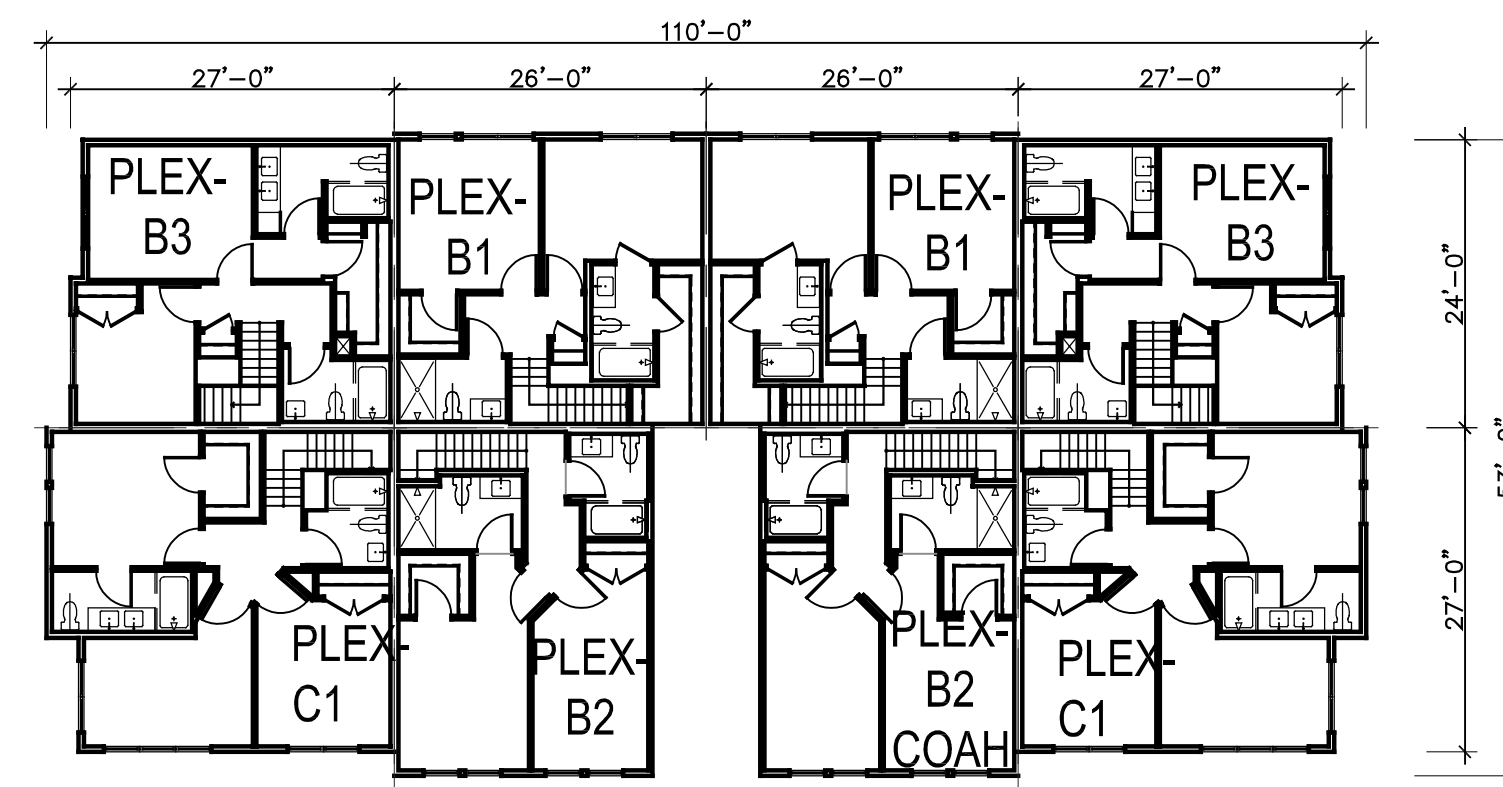 110'-0"
27'-0"
26'-0"
26'-0"
27'-0"
PLEX-
B3
PLEX-
B1
PLEX-
B1
PLEX-
B3
24'-0"
PLEX-
C1
PLEX-
B2
PLEX-
B2
COAH
PLEX-
C1
27'-0"